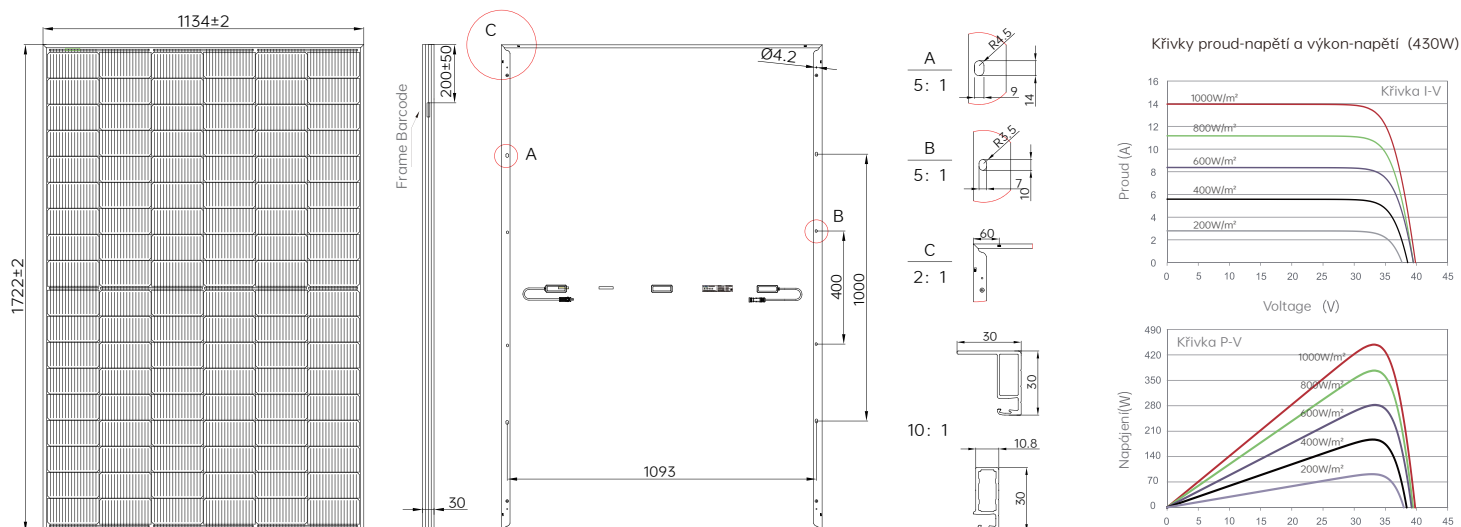 1134±2
1722±2
200±50
Frame Barcode
30
C
Ø4.2
A
B
400
1000
1093
A
5: 1
R4.5
9
14
B
5: 1
R3.5
7
10
C
2: 1
60
30
30
10: 1
10.8
30
Křivky proud-napětí a výkon-napětí (430W)
Křivka I-V
Proud (A)
16
14
12
10
8
6
4
2
0
1000W/m²
800W/m²
600W/m²
400W/m²
200W/m²
0 5 10 15 20 25 30 35 40 45
Voltage (V)
Křivka P-V
Napájení(W)
490
420
350
280
210
140
70
0
1000W/m²
800W/m²
600W/m²
400W/m²
200W/m²
0 5 10 15 20 25 30 35 40 45